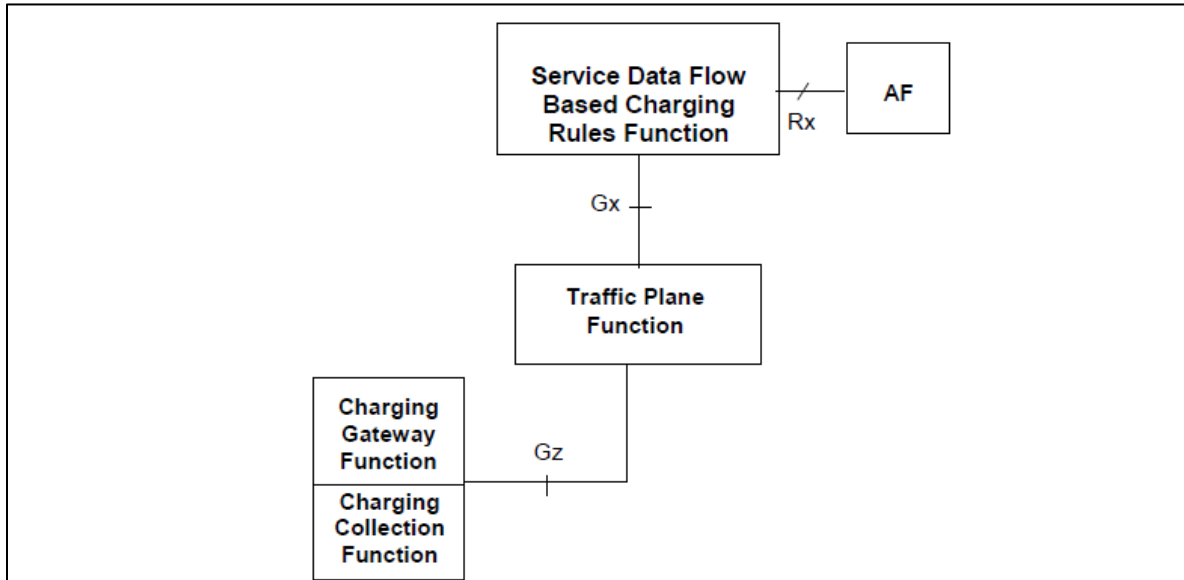 Service Data Flow
Based Charging
Rules Function
AF
Rx
Gx
Traffic Plane
Function
Charging
Gateway
Function
Gz
Charging
Collection
Function